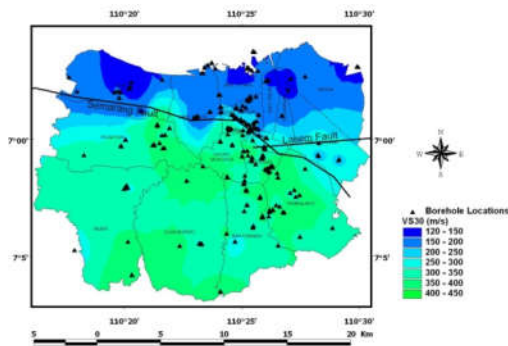 110°20' 110°25' 110°30'
Semarang Fault
Lasem Fault
7°00'
7°00'
N
W E
S
Borehole Locations
VS30 (m/s)
120 - 150
150 - 200
200 - 250
250 - 300
300 - 350
350 - 400
400 - 450
7°5'
7°5'
110°20' 110°25' 110°30'
5 0 5 10 15 20 Km